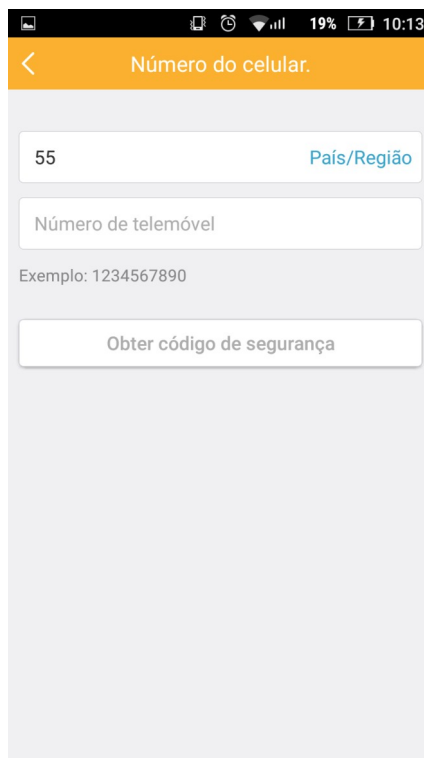 19% 10:13
Número do celular.
55 País/Região
Número de telemóvel
Exemplo: 1234567890
Obter código de segurança